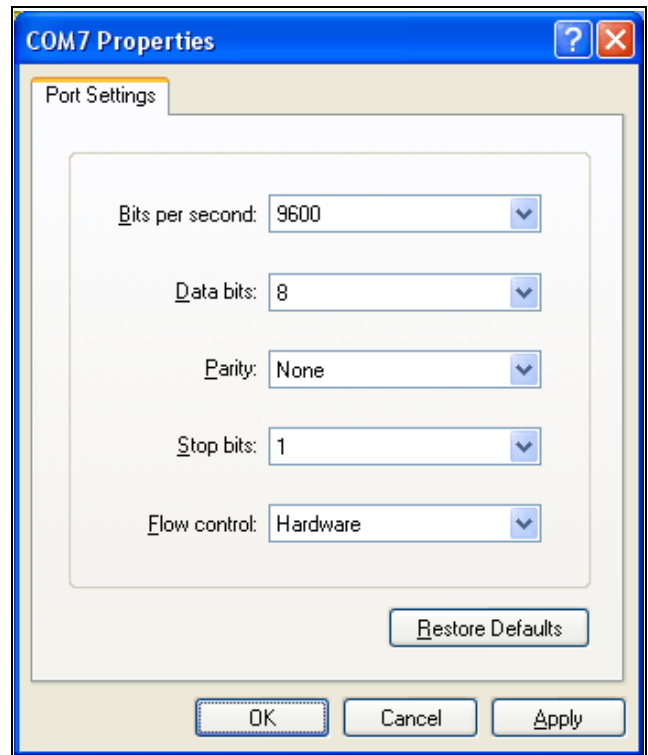 COM7 Properties
Port Settings
Bits per second: 9600
Data bits: 8
Parity: None
Stop bits: 1
Flow control: Hardware
Restore Defaults
OK Cancel Apply